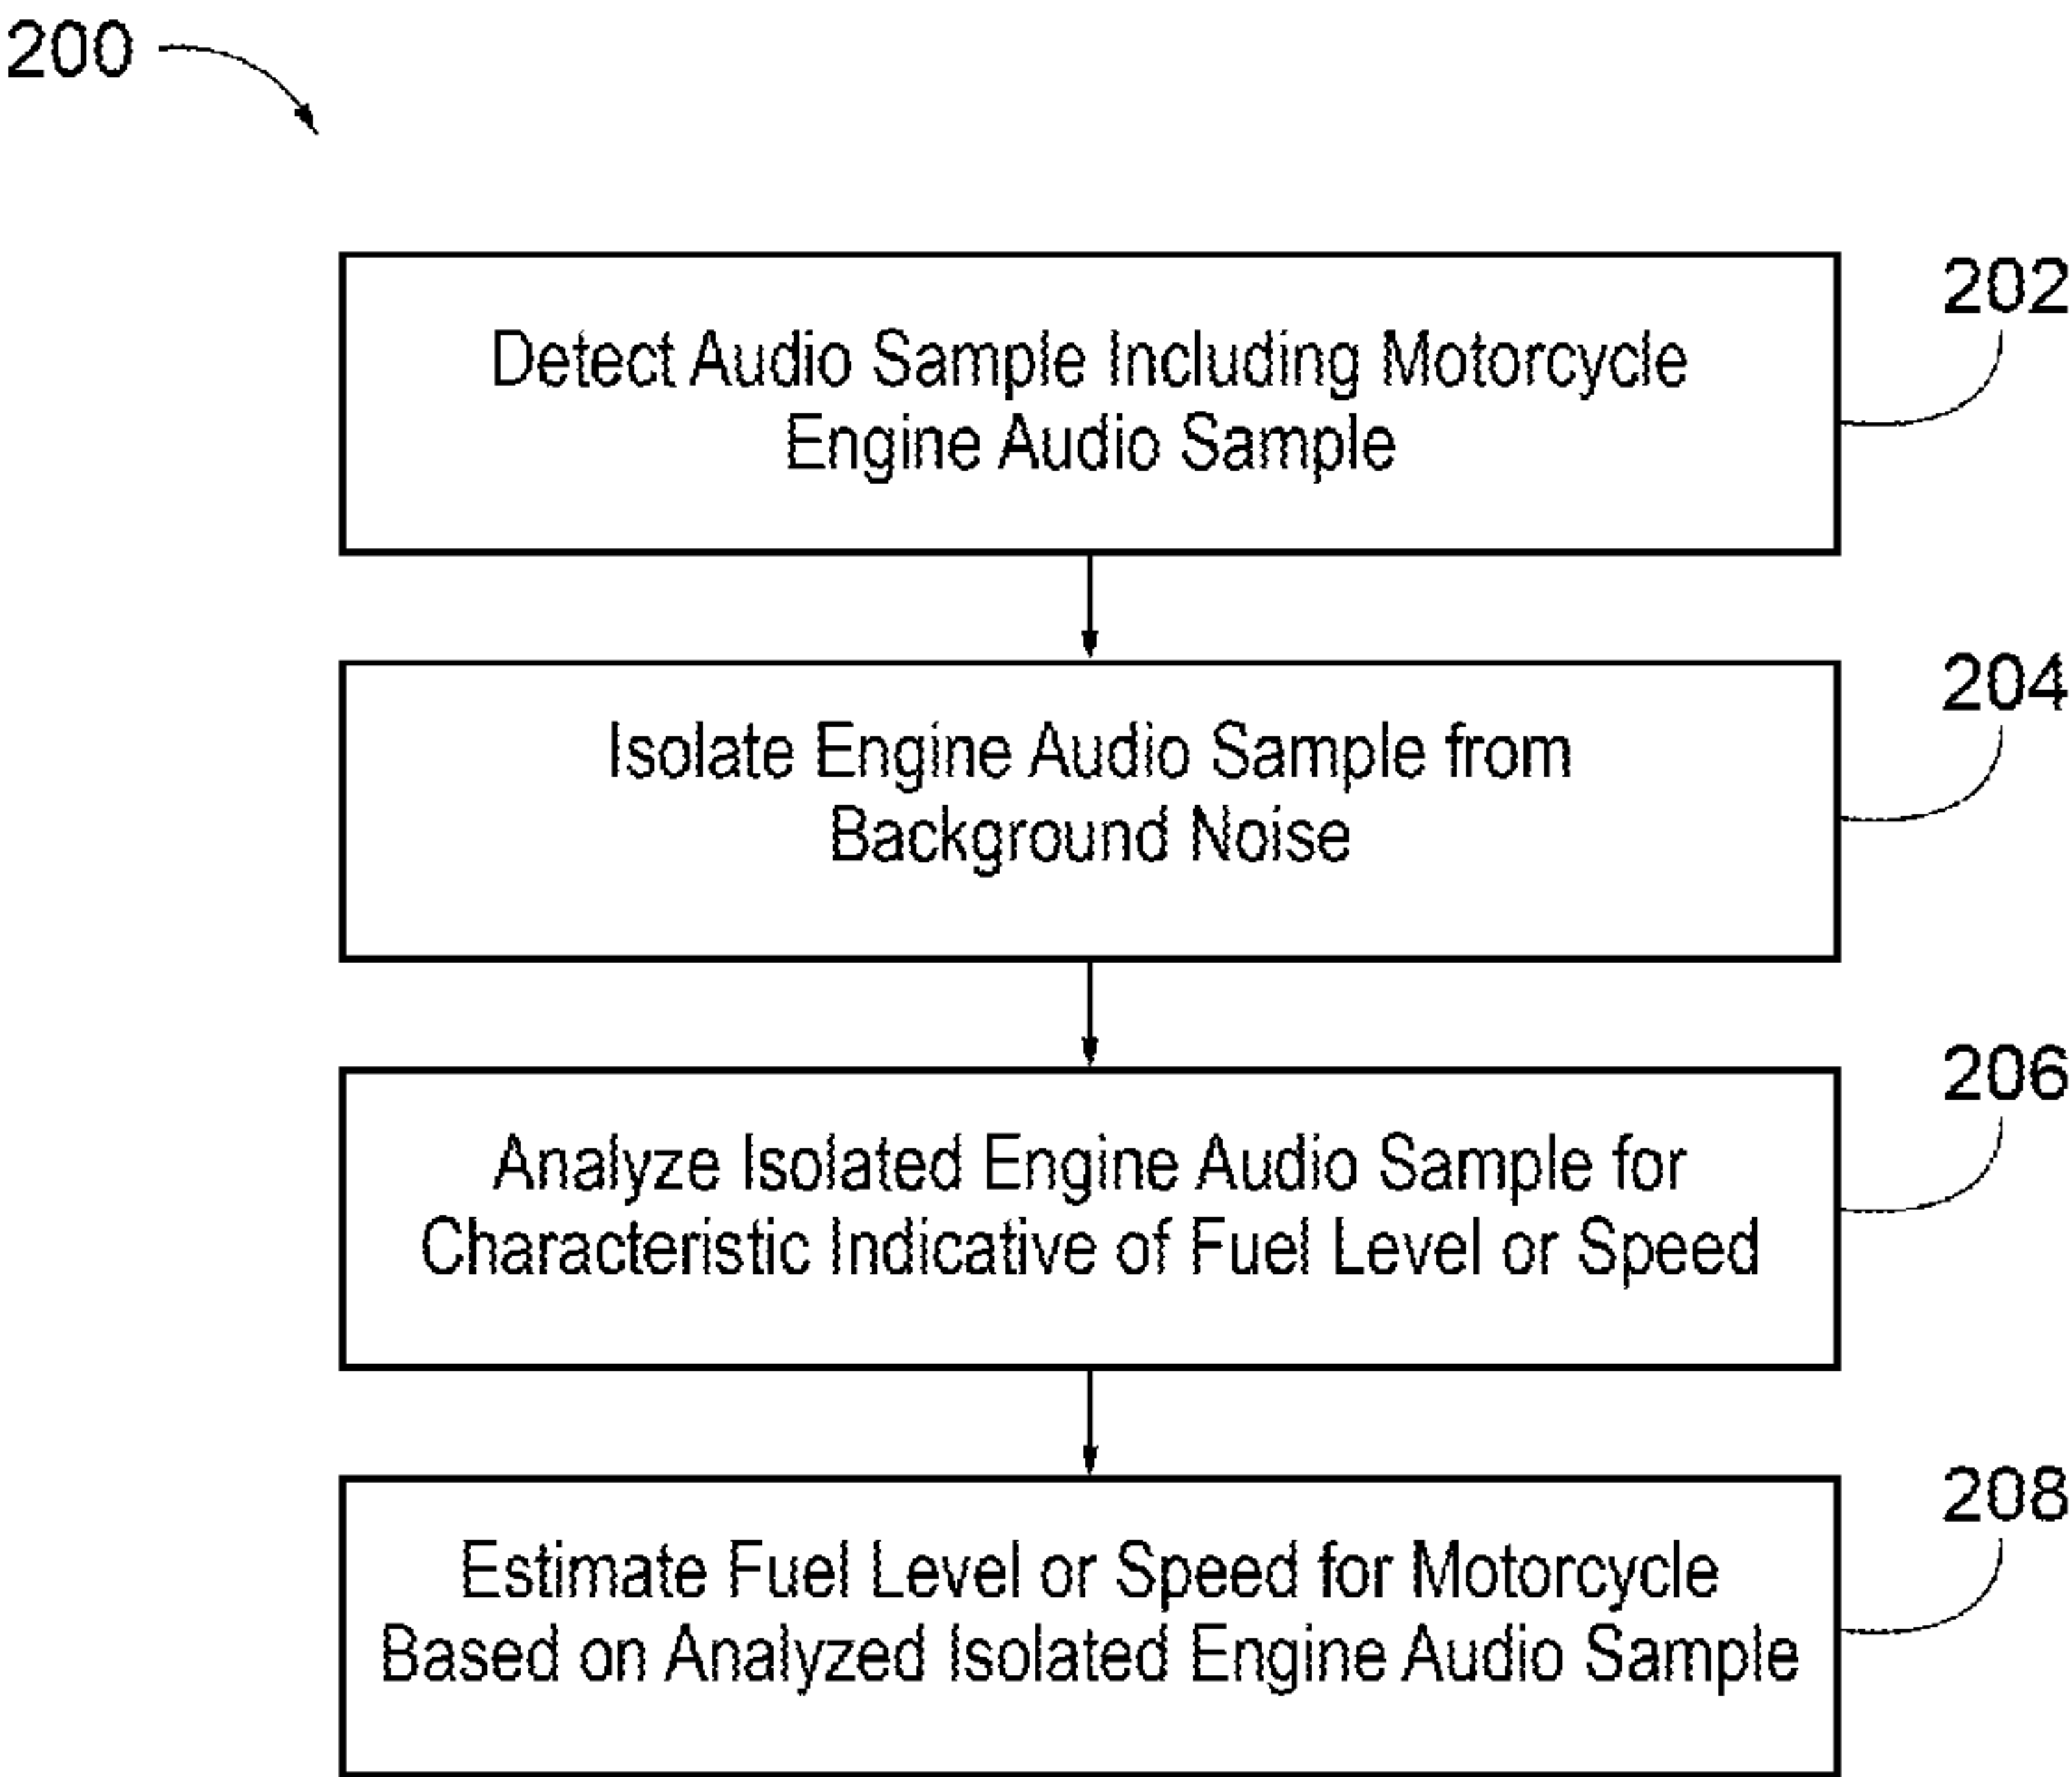 200
202
Detect Audio Sample Including Motorcycle
Engine Audio Sample
204
Isolate Engine Audio Sample from
Background Noise
206
Analyze Isolated Engine Audio Sample for
Characteristic Indicative of Fuel Level or Speed
208
Estimate Fuel Level or Speed for Motorcycle
Based on Analyzed Isolated Engine Audio Sample